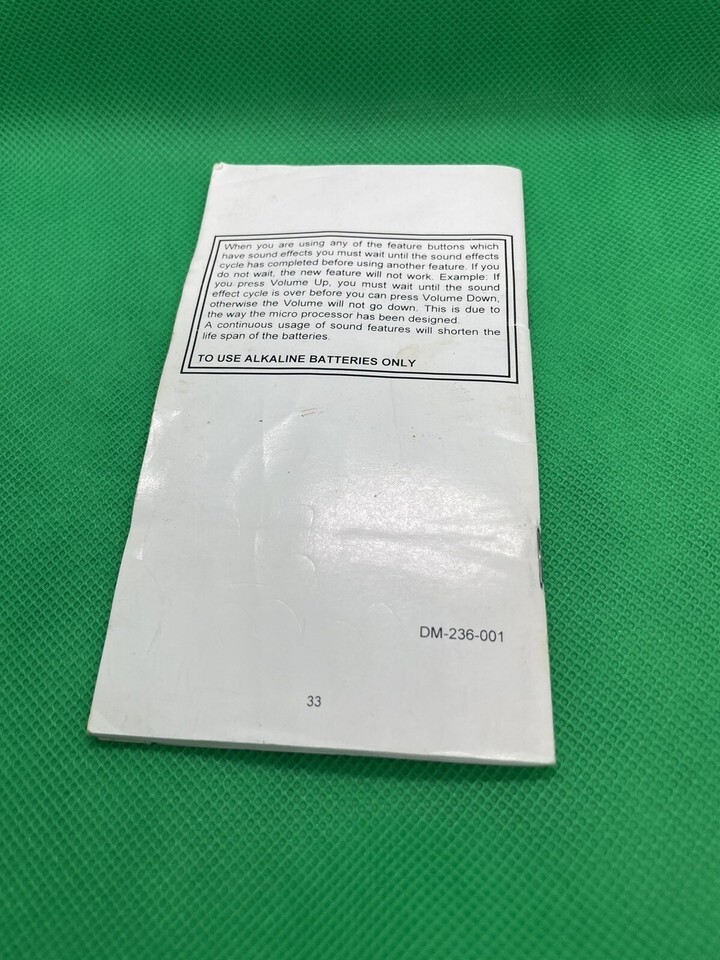 When you are using any of the feature buttons which
have sound effects you must wait until the sound effects
cycle has completed before using another feature. If you
do not wait, the new feature will not work. Example: If
you press Volume Up, you must wait until the sound
effect cycle is over before you can press Volume Down,
otherwise the Volume will not go down. This is due to
the way the micro processor has been designed.
A continuous usage of sound features will shorten the
life span of the batteries.
TO USE ALKALINE BATTERIES ONLY
DM-236-001
33